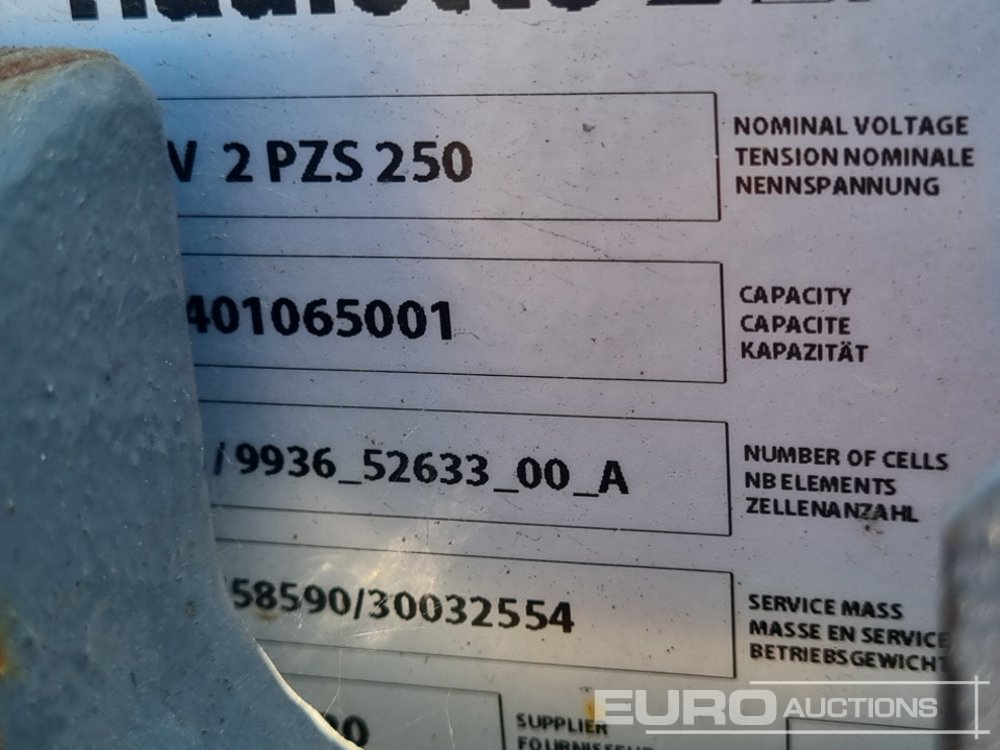 V 2 PZS 250
NOMINAL VOLTAGE
TENSION NOMINALE
NENNSPANNUNG
401065001
CAPACITY
CAPACITE
KAPAZITÄT
/ 9936_52633_00_A
NUMBER OF CELLS
NB ELEMENTS
ZELLENANZAHL
58590/30032554
SERVICE MASS
MASSE EN SERVICE
BETRIEBSGEWICHT
SUPPLIER
FOURNISSEUR
EURO AUCTIONS